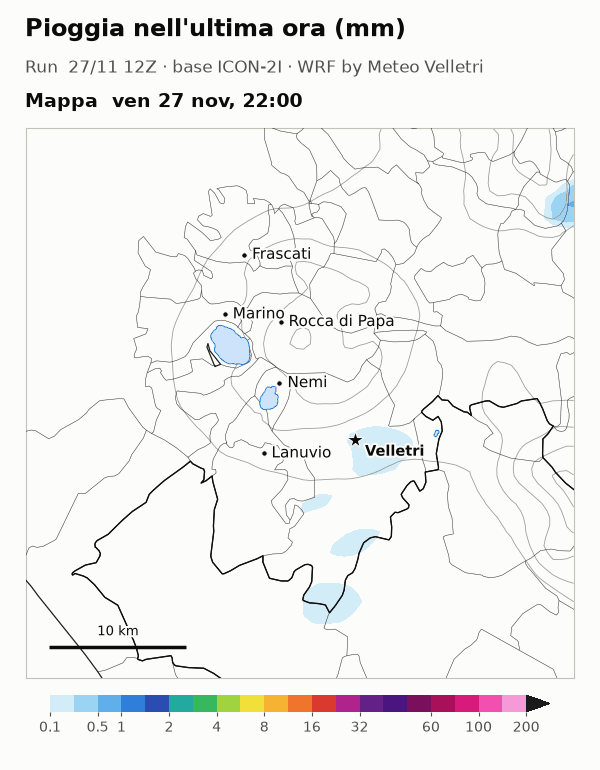 Pioggia nell'ultima ora (mm)
Run 27/11 12Z · base ICON-2I · WRF by Meteo Velletri
Mappa ven 27 nov, 22:00
Frascati
Marino
Rocca di Papa
Nemi
Velletri
Lanuvio
10 km
0.1 0.5 1 2 4 8 16 32 60 100 200